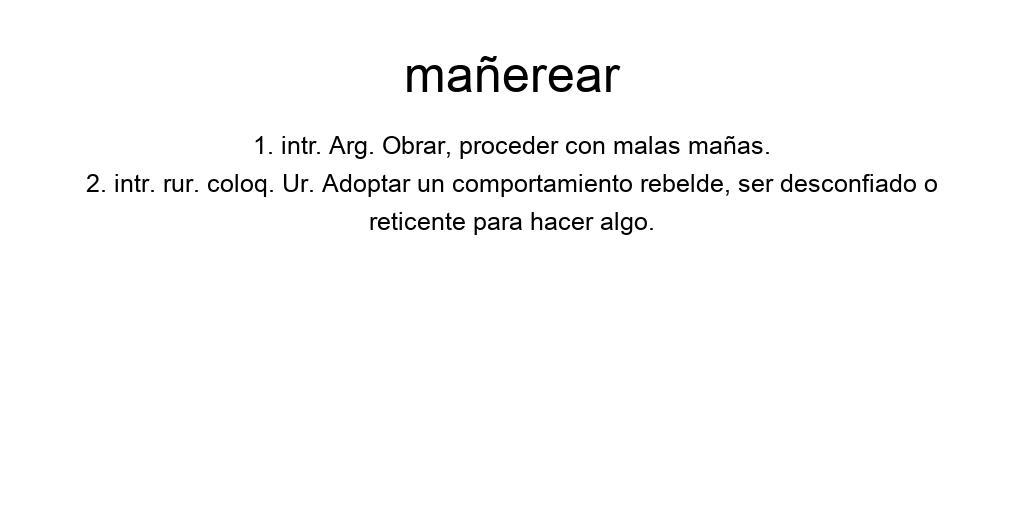 mañerear
1. intr. Arg. Obrar, proceder con malas mañas.
2. intr. rur. coloq. Ur. Adoptar un comportamiento rebelde, ser desconfiado o
reticente para hacer algo.